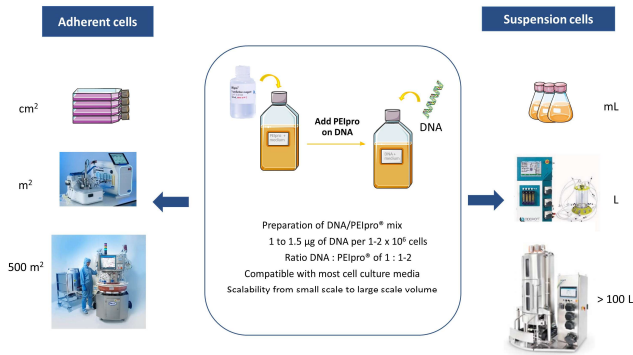 Adherent cells
Suspension cells
cm²
m²
500 m²
Add PEIpro
on DNA
DNA
Preparation of DNA/PEIpro® mix
1 to 1.5 µg of DNA per 1-2 x 10⁶ cells
Ratio DNA : PEIpro® of 1 : 1-2
Compatible with most cell culture media
Scalability from small scale to large scale volume
mL
L
> 100 L